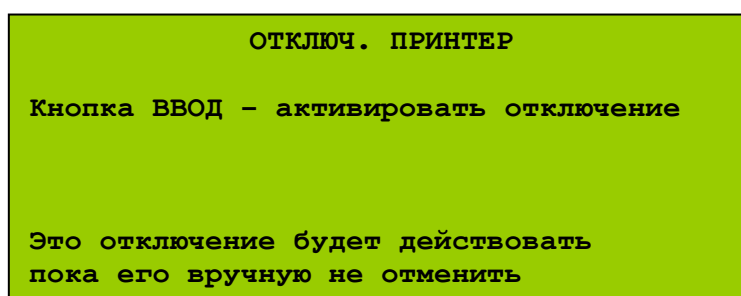 ОТКЛЮЧ. ПРИНТЕР
Кнопка ВВОД – активировать отключение
Это отключение будет действовать
пока его вручную не отменить